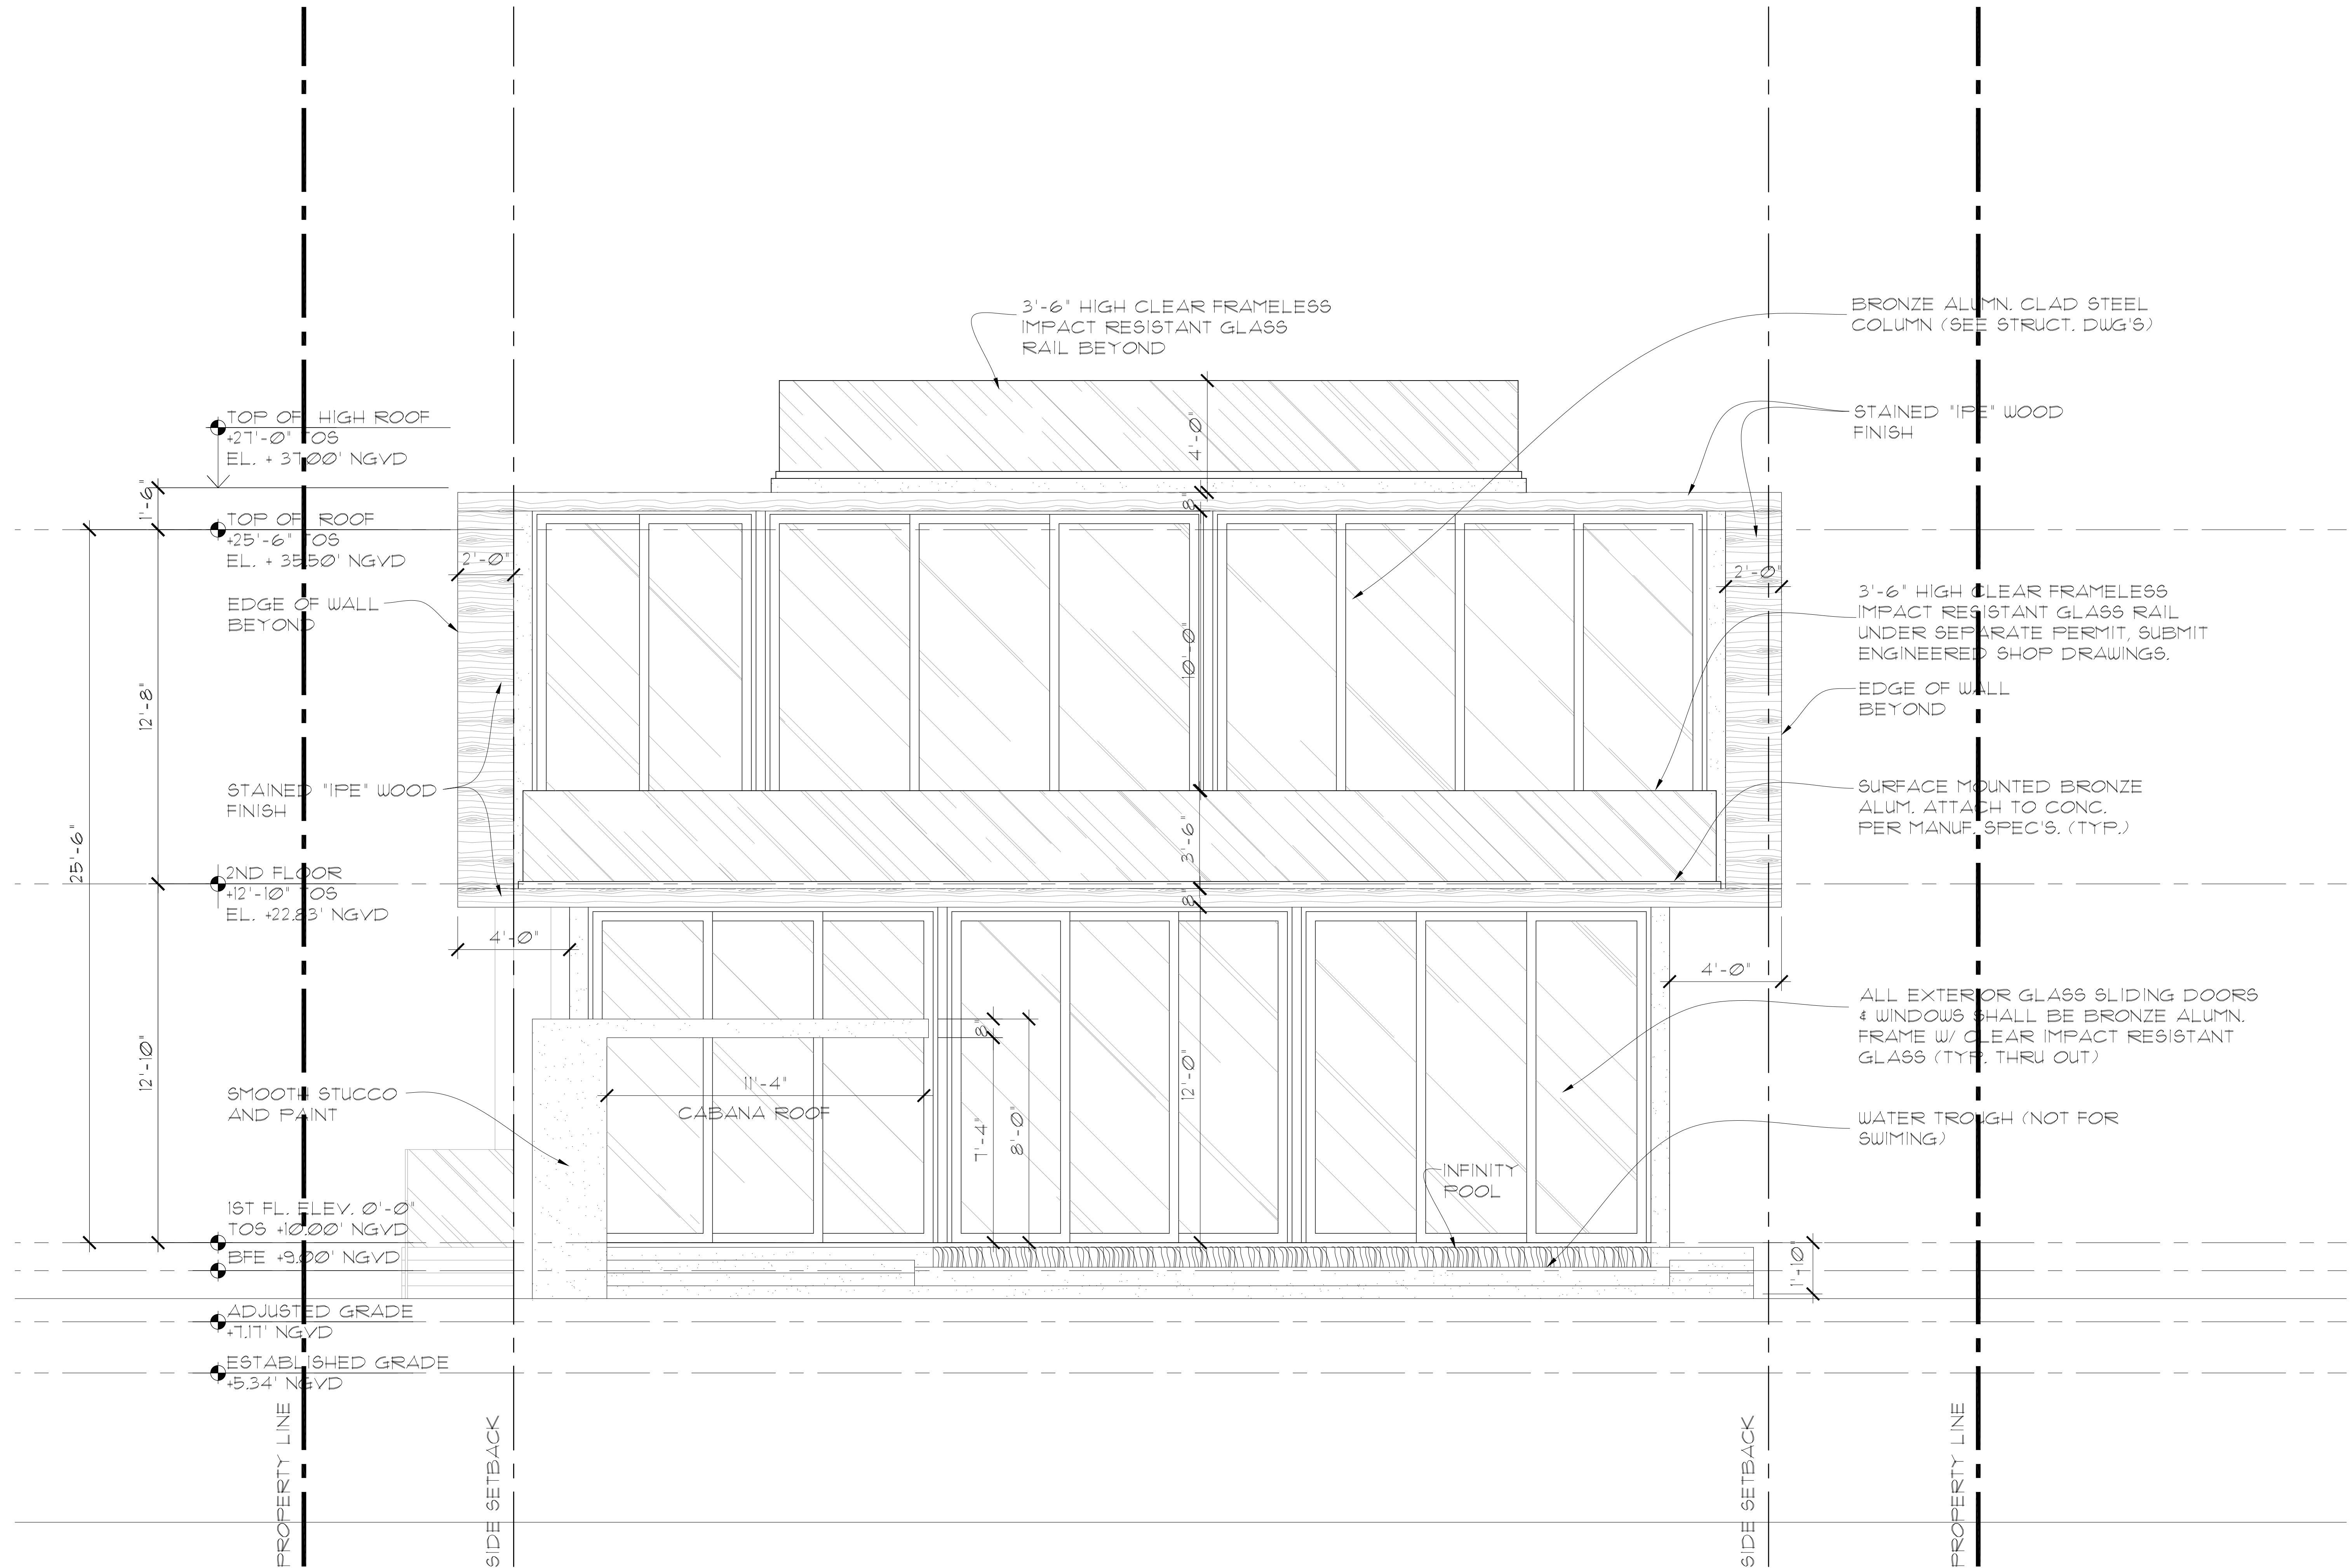 3'-6" HIGH CLEAR FRAMELESS
IMPACT RESISTANT GLASS
RAIL BEYOND
BRONZE ALUMN. CLAD STEEL
COLUMN (SEE STRUCT. DWG'S)
STAINED "IPE" WOOD
FINISH
TOP OF HIGH ROOF
+27'-0" TOS
EL. + 37.00' NGVD
4'-0"
1'-6"
8"
TOP OF ROOF
+25'-6" TOS
EL. + 35.50' NGVD
2'-0"
2'-0"
EDGE OF WALL
BEYOND
3'-6" HIGH CLEAR FRAMELESS
IMPACT RESISTANT GLASS RAIL
UNDER SEPARATE PERMIT, SUBMIT
ENGINEERED SHOP DRAWINGS.
10'-0"
12'-8"
EDGE OF WALL
BEYOND
STAINED "IPE" WOOD
FINISH
SURFACE MOUNTED BRONZE
ALUM. ATTACH TO CONC.
PER MANUF. SPEC'S. (TYP.)
25'-6"
3'-6"
2ND FLOOR
+12'-10" TOS
EL. +22.83' NGVD
8"
4'-0"
4'-0"
ALL EXTERIOR GLASS SLIDING DOORS
& WINDOWS SHALL BE BRONZE ALUMN.
FRAME W/ CLEAR IMPACT RESISTANT
GLASS (TYP. THRU OUT)
8"
12'-10"
12'-0"
11'-4"
CABANA ROOF
7'-4"
8'-0"
SMOOTH STUCCO
AND PAINT
WATER TROUGH (NOT FOR
SWIMING)
INFINITY
POOL
1ST FL. ELEV. 0'-0"
TOS +10.00' NGVD
BFE +9.00' NGVD
1'-10"
ADJUSTED GRADE
+7.17' NGVD
ESTABLISHED GRADE
+5.34' NGVD
PROPERTY LINE
SIDE SETBACK
SIDE SETBACK
PROPERTY LINE